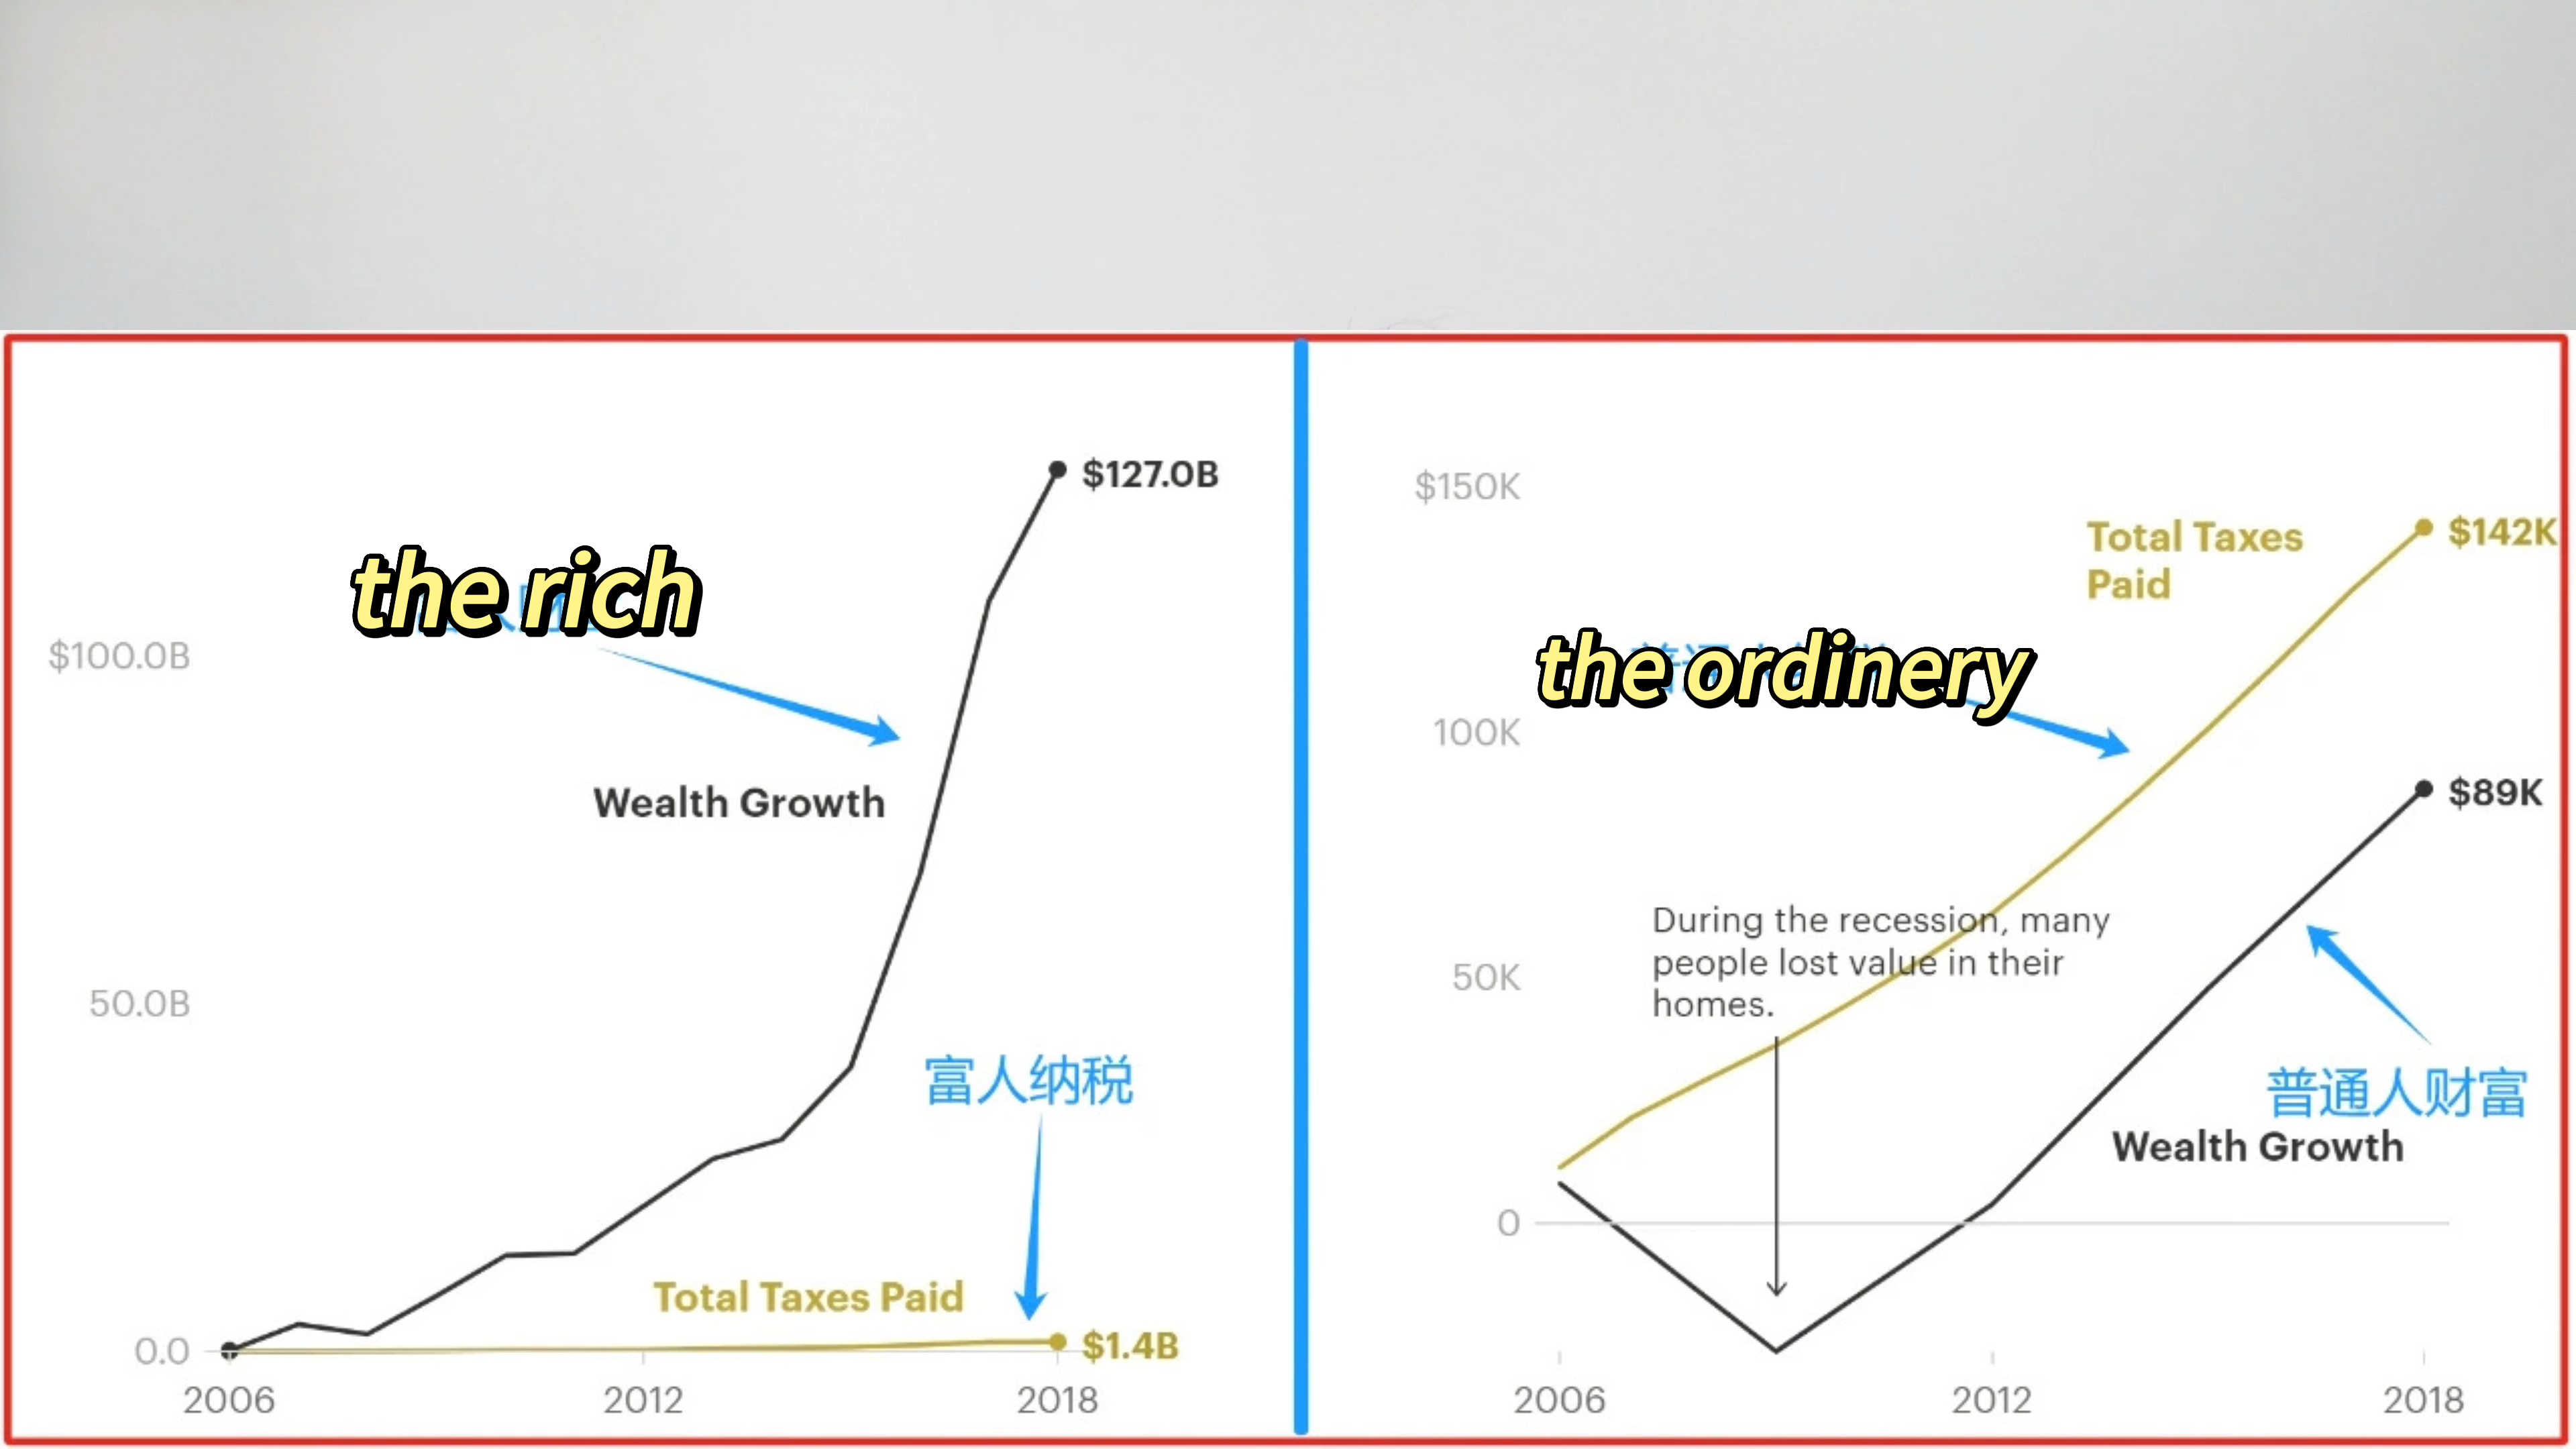 $127.0B
the rich
$100.0B
Wealth Growth
50.0B
富人纳税
Total Taxes Paid
$1.4B
0.0
2006
2012
2018
$150K
Total Taxes
Paid
$142K
the ordinery
100K
$89K
During the recession, many
people lost value in their
homes.
50K
普通人财富
Wealth Growth
0
2006
2012
2018